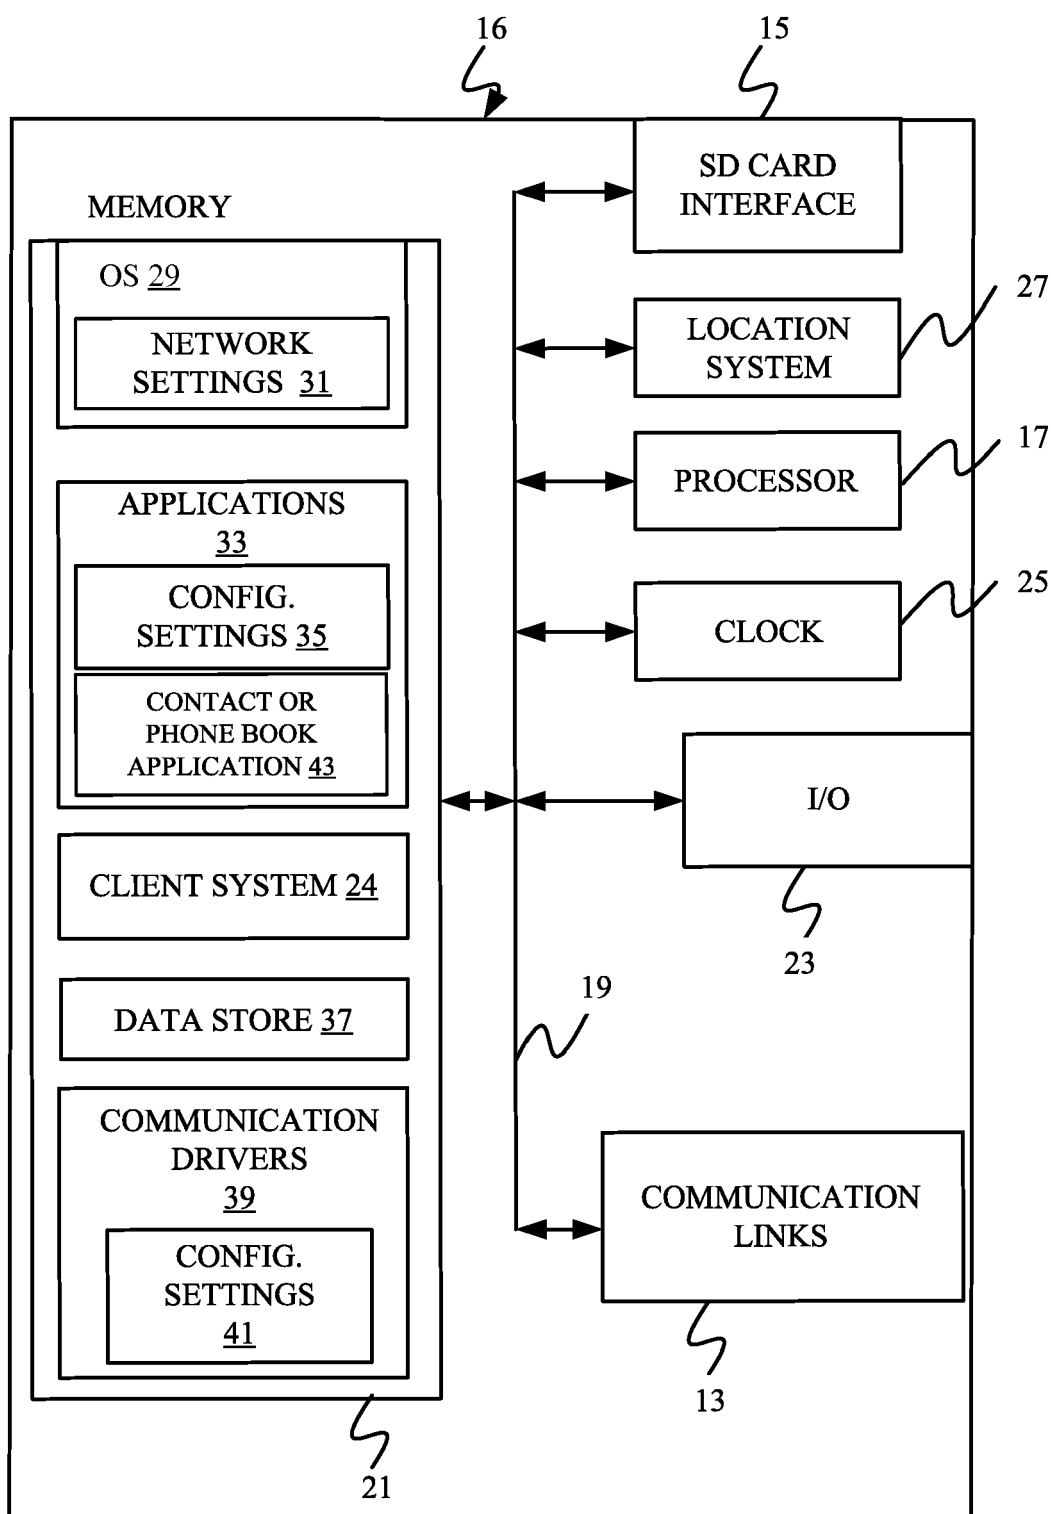 16
15
SD CARD
INTERFACE
MEMORY
OS 29
NETWORK
SETTINGS 31
27
LOCATION
SYSTEM
17
PROCESSOR
APPLICATIONS
33
CONFIG.
SETTINGS 35
25
CLOCK
CONTACT OR
PHONE BOOK
APPLICATION 43
I/O
CLIENT SYSTEM 24
23
19
DATA STORE 37
COMMUNICATION
DRIVERS
39
CONFIG.
SETTINGS
41
COMMUNICATION
LINKS
13
21